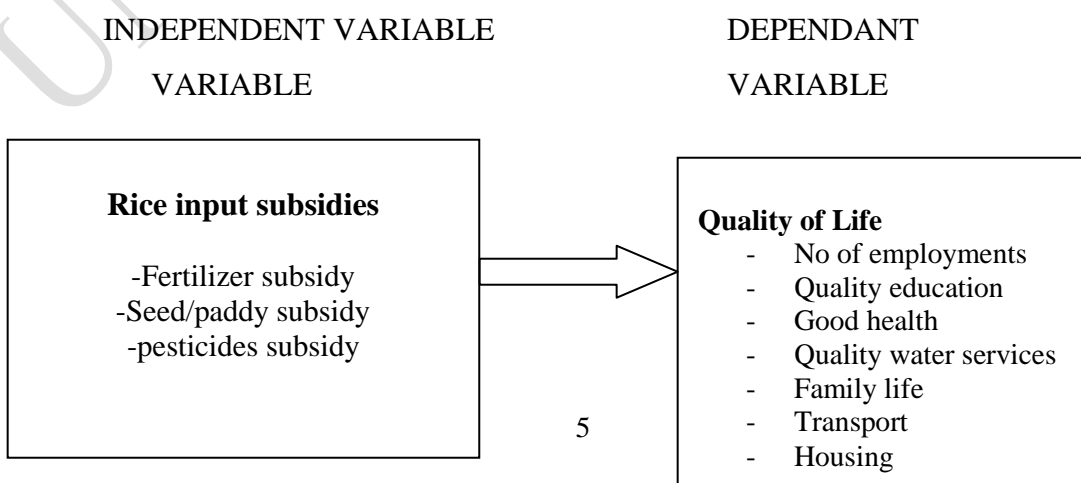 INDEPENDENT VARIABLE
VARIABLE
DEPENDANT
VARIABLE
Rice input subsidies
-Fertilizer subsidy
-Seed/paddy subsidy
-pesticides subsidy
Quality of Life
- No of employments
- Quality education
- Good health
- Quality water services
- Family life
- Transport
- Housing
5